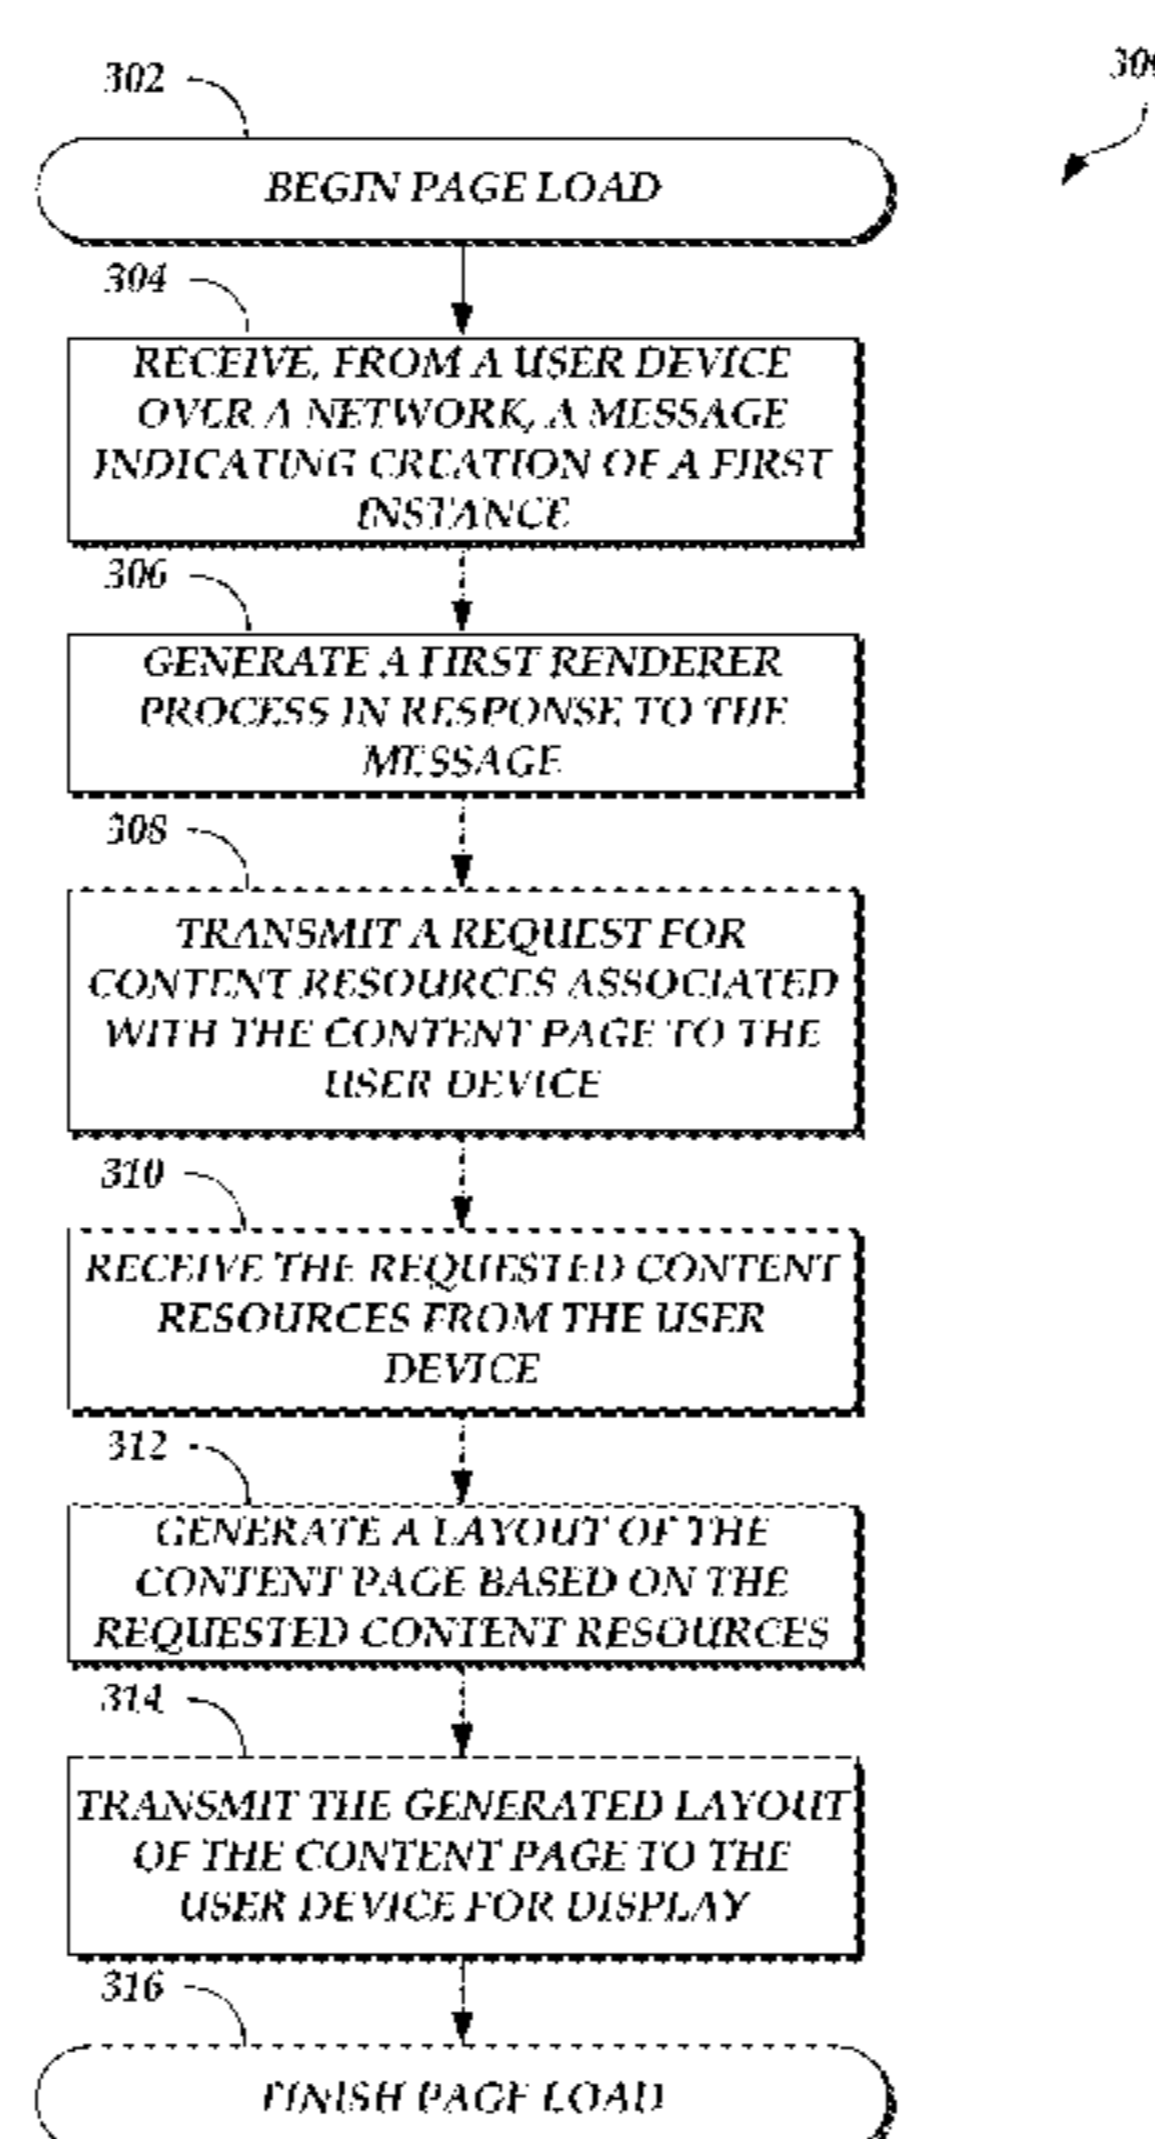 302
BEGIN PAGE LOAD
304
RECEIVE, FROM A USER DEVICE
OVER A NETWORK, A MESSAGE
INDICATING CREATION OF A FIRST
INSTANCE
306
GENERATE A FIRST RENDERER
PROCESS IN RESPONSE TO THE
MESSAGE
308
TRANSMIT A REQUEST FOR
CONTENT RESOURCES ASSOCIATED
WITH THE CONTENT PAGE TO THE
USER DEVICE
310
RECEIVE THE REQUESTED CONTENT
RESOURCES FROM THE USER
DEVICE
312
GENERATE A LAYOUT OF THE
CONTENT PAGE BASED ON THE
REQUESTED CONTENT RESOURCES
314
TRANSMIT THE GENERATED LAYOUT
OF THE CONTENT PAGE TO THE
USER DEVICE FOR DISPLAY
316
FINISH PAGE LOAD